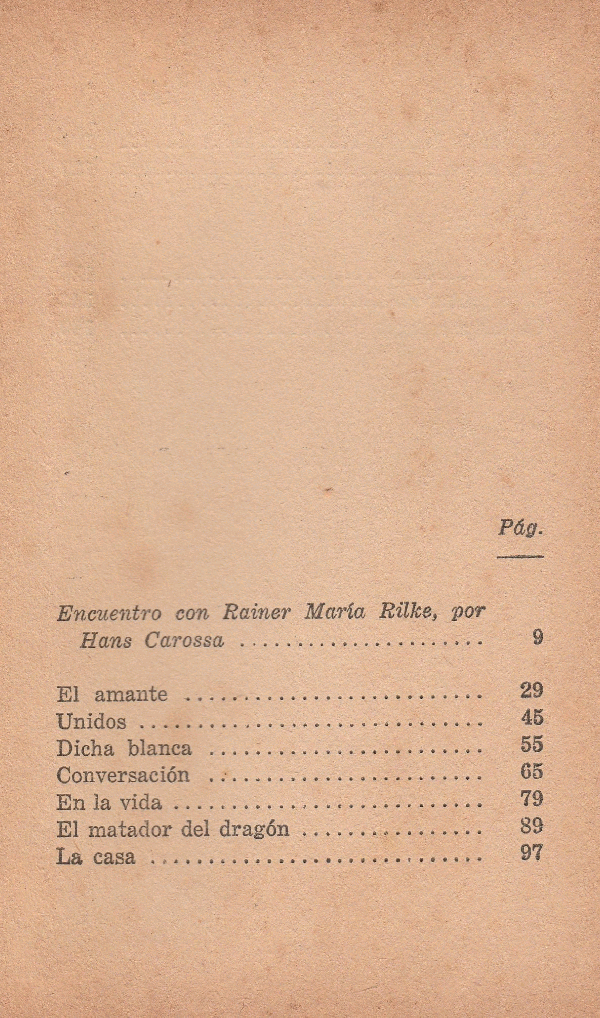 Pág.
Encuentro con Rainer María Rilke, por
Hans Carossa ...................... 9
El amante .......................... 29
Unidos .............................. 45
Dicha blanca ........................ 55
Conversación ........................ 65
En la vida ........................... 79
El matador del dragón ................ 89
La casa ............................. 97